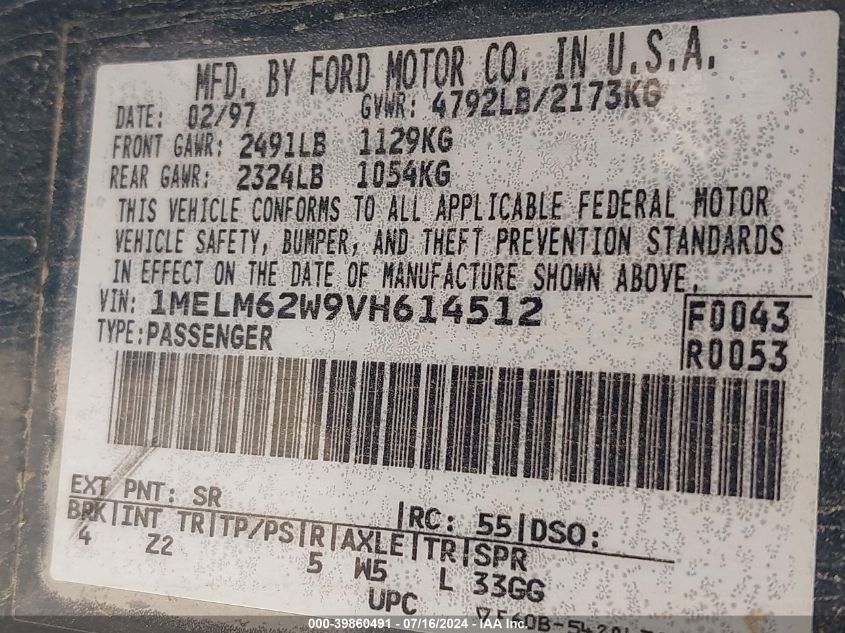 MFD. BY FORD MOTOR CO. IN U.S.A.
DATE: 02/97 GVWR: 4792LB/2173KG
FRONT GAWR: 2491LB 1129KG
REAR GAWR: 2324LB 1054KG
THIS VEHICLE CONFORMS TO ALL APPLICABLE FEDERAL MOTOR
VEHICLE SAFETY, BUMPER, AND THEFT PREVENTION STANDARDS
IN EFFECT ON THE DATE OF MANUFACTURE SHOWN ABOVE.
VIN: 1MELM62W9VH614512 F0043
TYPE:PASSENGER R0053
EXT PNT: SR |RC: 55|DSO:
BRK|INT TR|TP/PS|R|AXLE|TR|SPR
4 Z2 5 W5 L 33GG
UPC
000-39860491 - 07/16/2024 - IAA Inc.